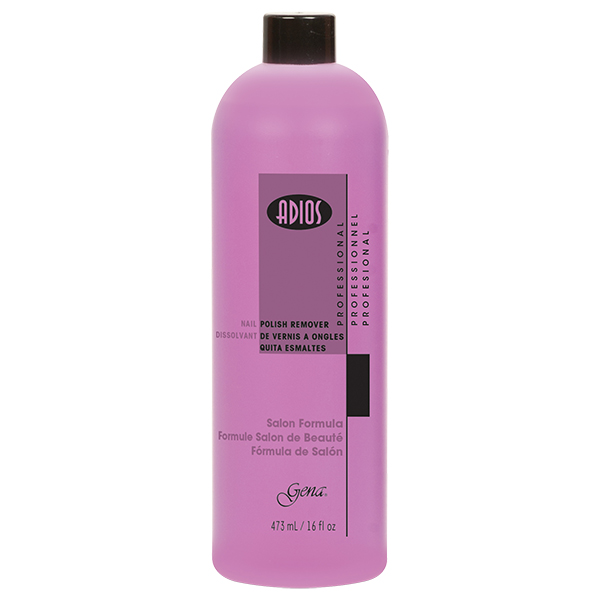 ADIOS
PROFESSIONAL
PROFESSIONNEL
PROFESIONAL
NAIL POLISH REMOVER
DISSOLVANT DE VERNIS A ONGLES
QUITA ESMALTES
Salon Formula
Formule Salon de Beauté
Fórmula de Salón
Gena
473 mL / 16 fl oz